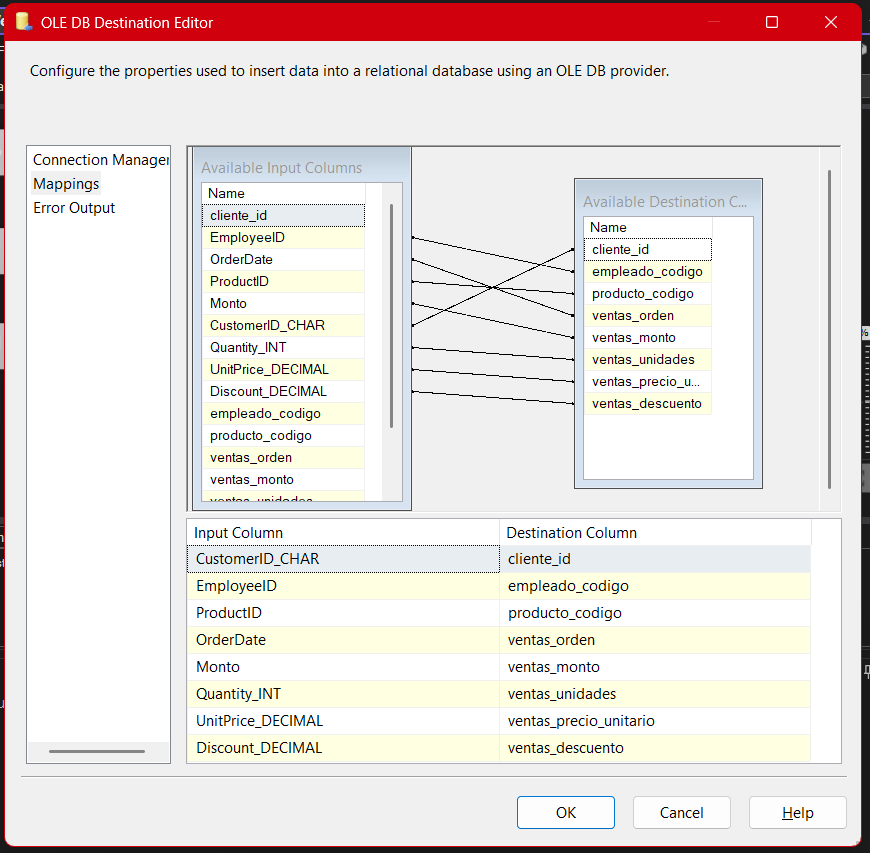 OLE DB Destination Editor
Configure the properties used to insert data into a relational database using an OLE DB provider.
Connection Manager
Mappings
Error Output
Available Input Columns
Name
cliente_id
EmployeeID
OrderDate
ProductID
Monto
CustomerID_CHAR
Quantity_INT
UnitPrice_DECIMAL
Discount_DECIMAL
empleado_codigo
producto_codigo
ventas_orden
ventas_monto
ventas_unidades
Available Destination C...
Name
cliente_id
empleado_codigo
producto_codigo
ventas_orden
ventas_monto
ventas_unidades
ventas_precio_u...
ventas_descuento
Input Column Destination Column
CustomerID_CHAR cliente_id
EmployeeID empleado_codigo
ProductID producto_codigo
OrderDate ventas_orden
Monto ventas_monto
Quantity_INT ventas_unidades
UnitPrice_DECIMAL ventas_precio_unitario
Discount_DECIMAL ventas_descuento
OK Cancel Help